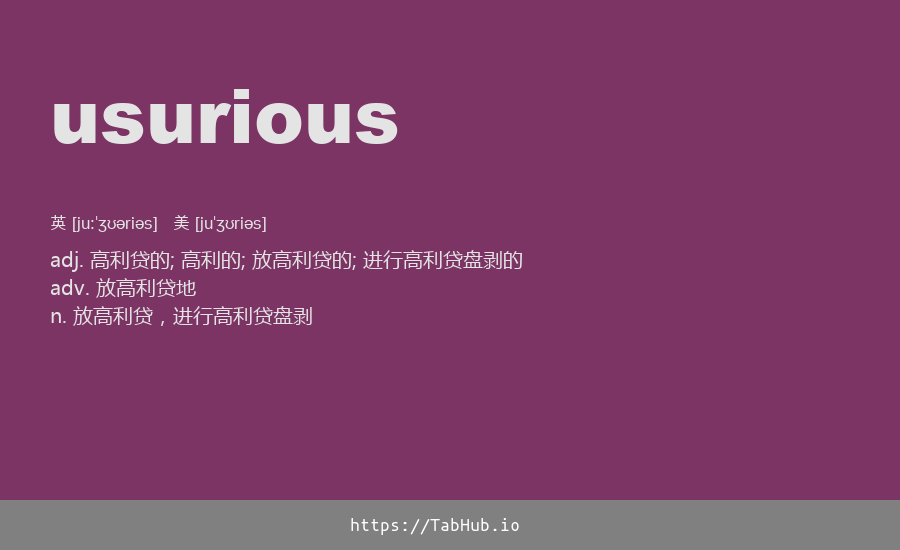 usurious
英 [ju:ˈʒʊəriəs] 美 [juˈʒʊriəs]
adj. 高利贷的; 高利的; 放高利贷的; 进行高利贷盘剥的
adv. 放高利贷地
n. 放高利贷，进行高利贷盘剥
https://TabHub.io